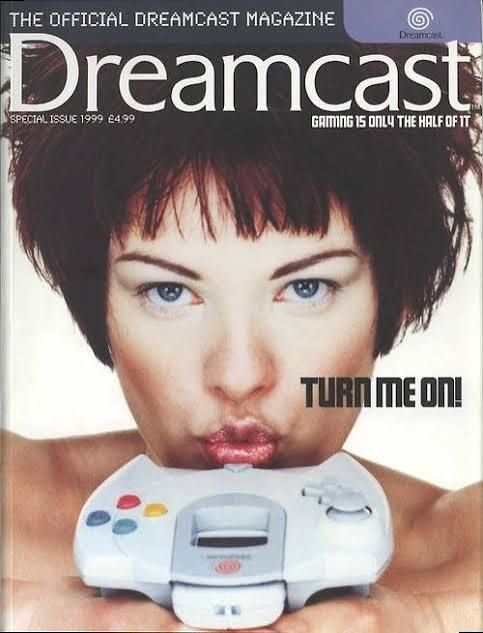 THE OFFICIAL DREAMCAST MAGAZINE
Dreamcast.
Dreamcast
SPECIAL ISSUE 1999 £4.99
GAMING IS ONLY THE HALF OF IT
TURN ME ON!